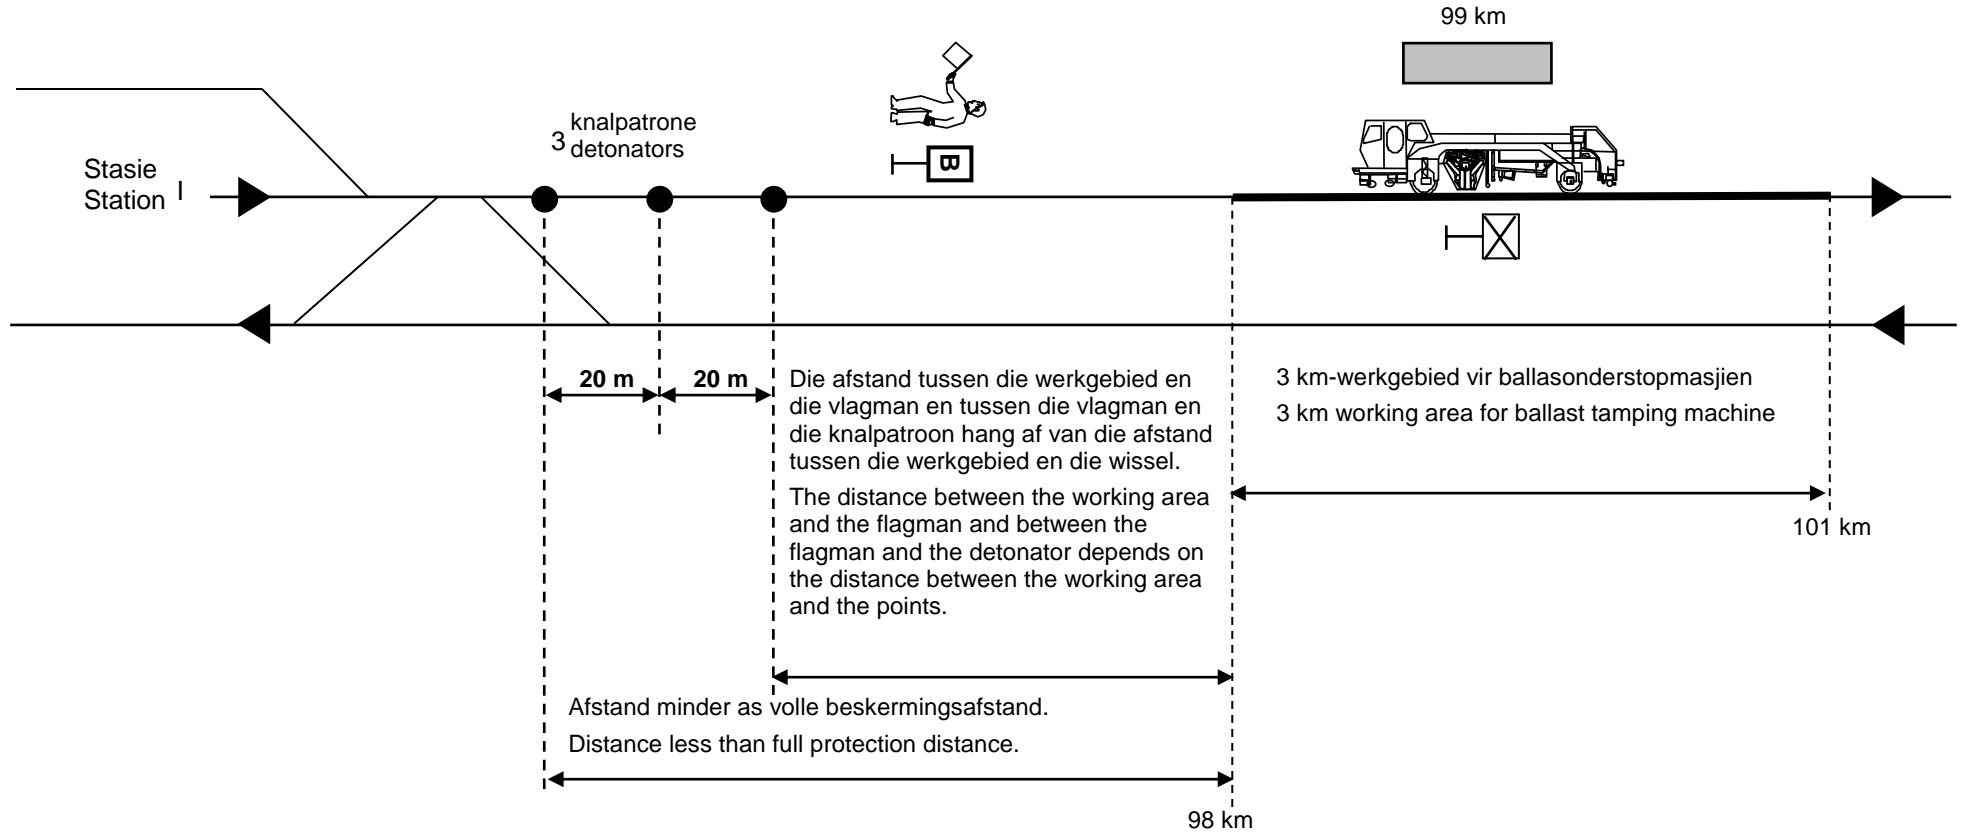 99 km
knalpatrone
3 detonators
B
Stasie
Station I
20 m
20 m
Die afstand tussen die werkgebied en
die vlagman en tussen die vlagman en
die knalpatroon hang af van die afstand
tussen die werkgebied en die wissel.
The distance between the working area
and the flagman and between the
flagman and the detonator depends on
the distance between the working area
and the points.
3 km-werkgebied vir ballasonderstopmasjien
3 km working area for ballast tamping machine
101 km
Afstand minder as volle beskermingsafstand.
Distance less than full protection distance.
98 km